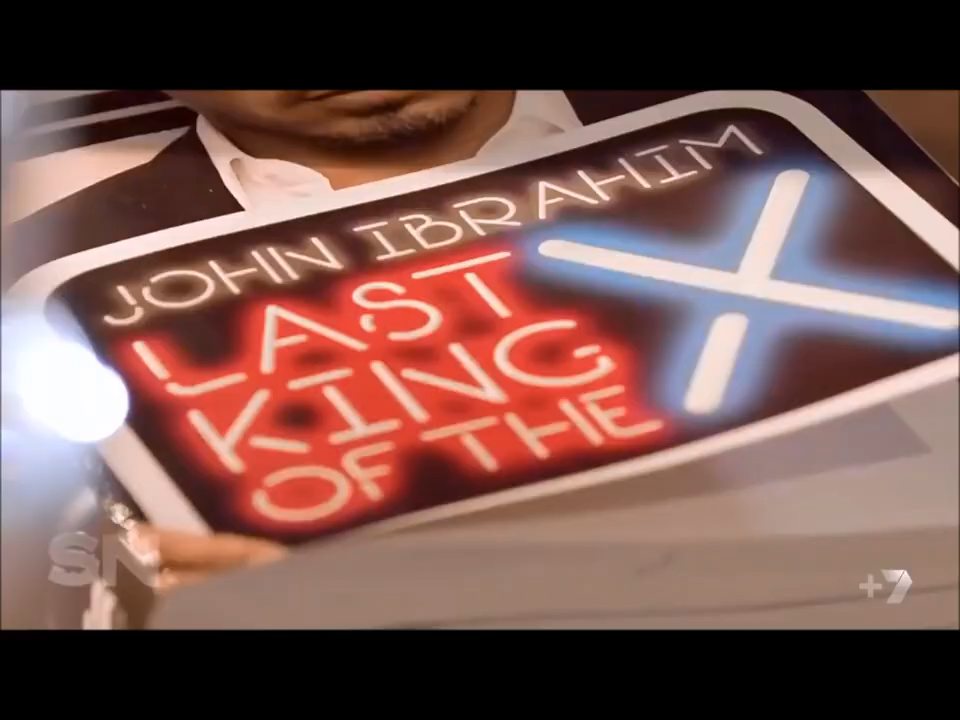 JOHN IBRAHIM
LAST
KING
OF THE
X
SN
+7